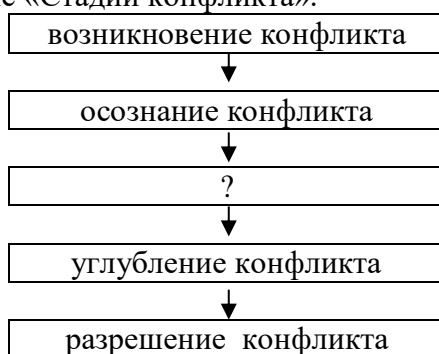 е «Стадии конфликта».
возникновение конфликта
осознание конфликта
?
углубление конфликта
разрешение  конфликта